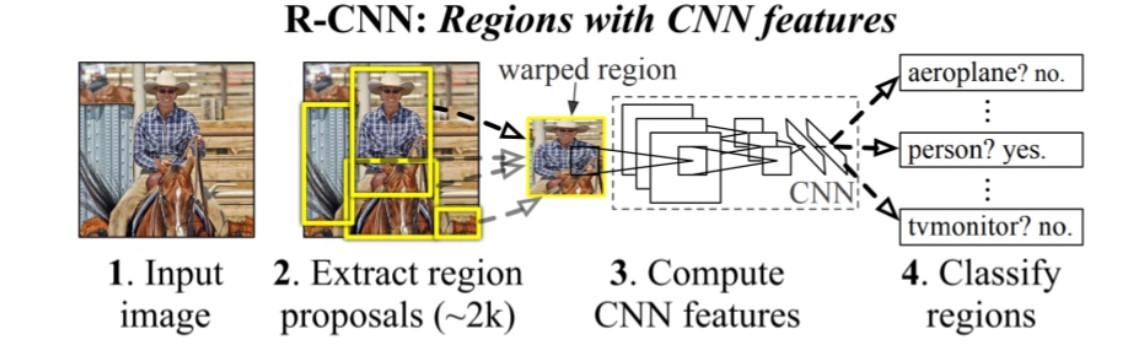 R-CNN: Regions with CNN features
warped region
aeroplane? no.
⋮
person? yes.
⋮
tvmonitor? no.
CNN
1. Input
image
2. Extract region
proposals (~2k)
3. Compute
CNN features
4. Classify
regions